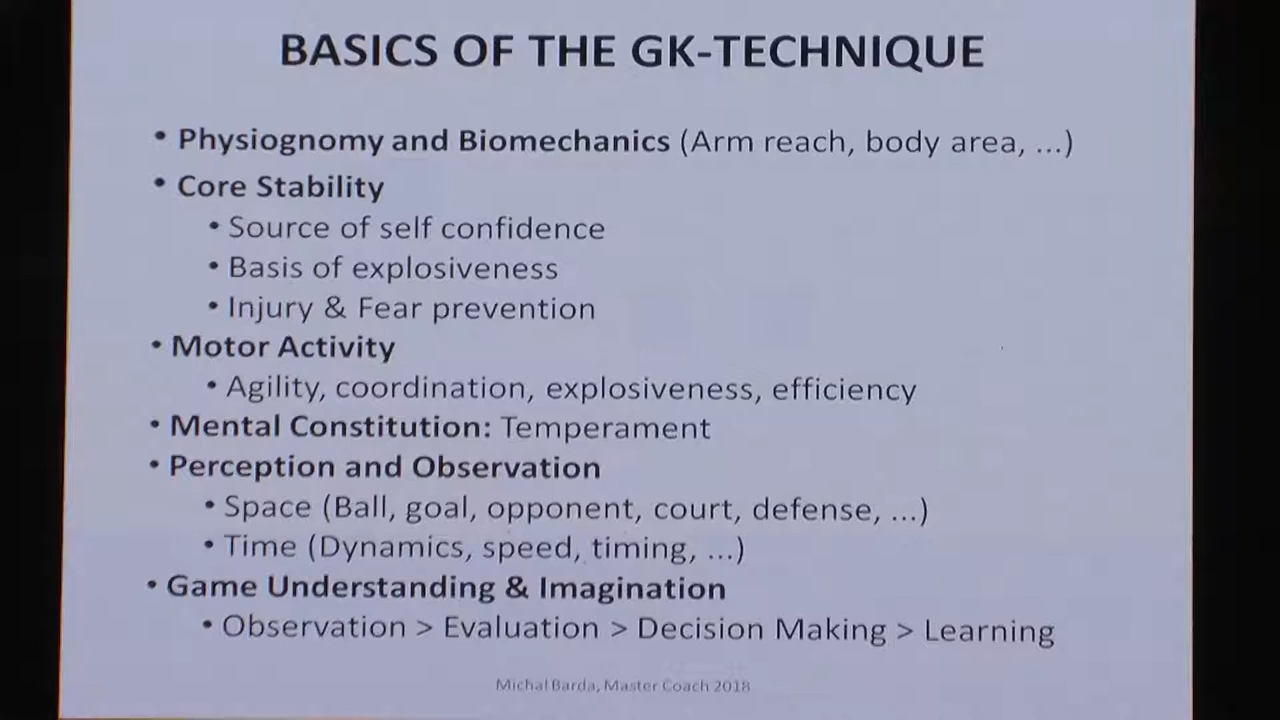 BASICS OF THE GK-TECHNIQUE
• Physiognomy and Biomechanics (Arm reach, body area, ...)
• Core Stability
• Source of self confidence
• Basis of explosiveness
• Injury & Fear prevention
• Motor Activity
• Agility, coordination, explosiveness, efficiency
• Mental Constitution: Temperament
• Perception and Observation
• Space (Ball, goal, opponent, court, defense, ...)
• Time (Dynamics, speed, timing, ...)
• Game Understanding & Imagination
• Observation > Evaluation > Decision Making > Learning
Michal Barda, Master Coach 2018